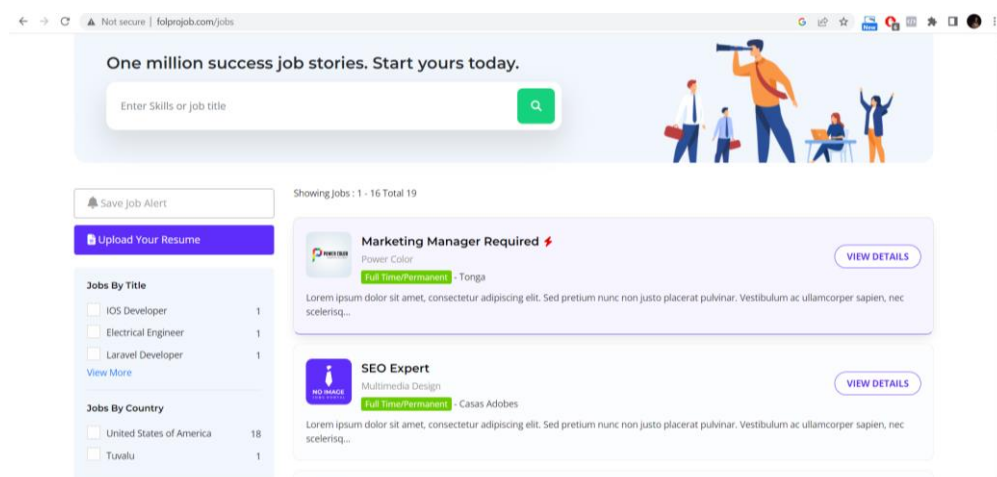 Not secure | folprojob.com/jobs
New
One million success job stories. Start yours today.
Enter Skills or job title
Save Job Alert
Upload Your Resume
Jobs By Title
IOS Developer 1
Electrical Engineer 1
Laravel Developer 1
View More
Jobs By Country
United States of America 18
Tuvalu 1
Showing Jobs : 1 - 16 Total 19
POWER COLOR
Marketing Manager Required
Power Color
Full Time/Permanent - Tonga
VIEW DETAILS
Lorem ipsum dolor sit amet, consectetur adipiscing elit. Sed pretium nunc non justo placerat pulvinar. Vestibulum ac ullamcorper sapien, nec
scelerisq...
NO IMAGE
SEO Expert
Multimedia Design
Full Time/Permanent - Casas Adobes
VIEW DETAILS
Lorem ipsum dolor sit amet, consectetur adipiscing elit. Sed pretium nunc non justo placerat pulvinar. Vestibulum ac ullamcorper sapien, nec
scelerisq...